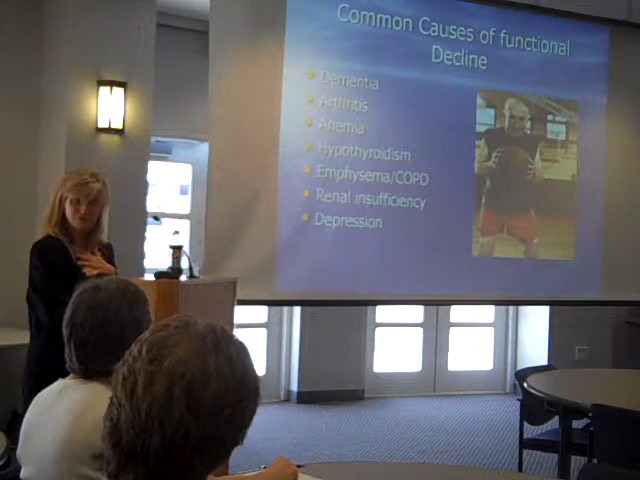 Common Causes of functional
Decline
Dementia
Arthritis
Anemia
Hypothyroidism
Emphysema/COPD
Renal insufficiency
Depression